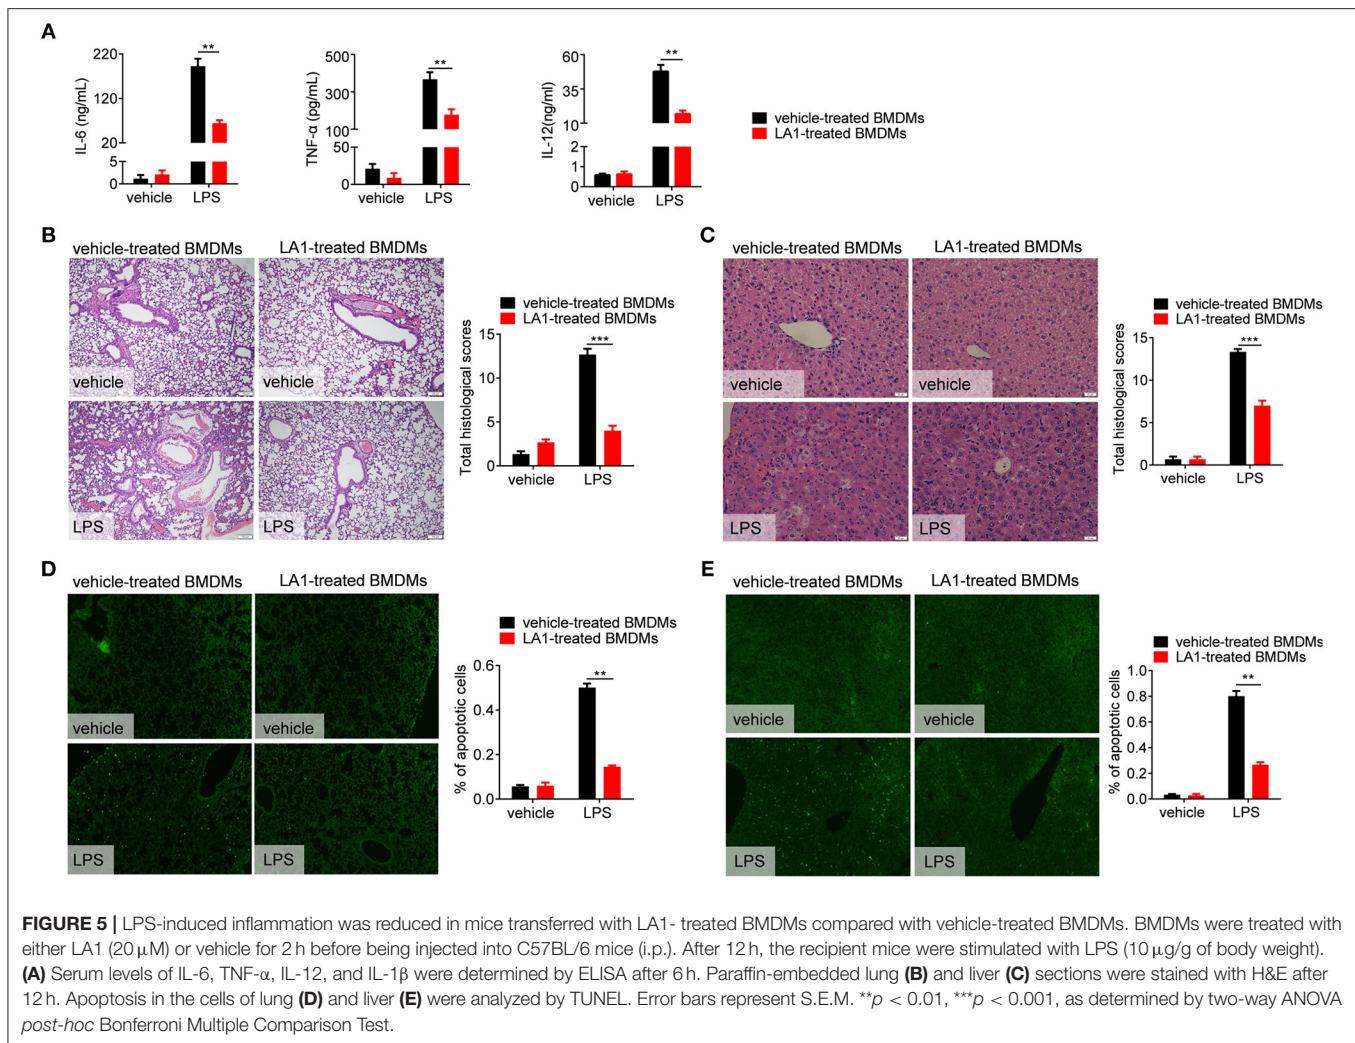 A
220
120
20
5
0
IL-6 (ng/mL)
**
vehicle
LPS
500
300
100
50
0
TNF-α (pg/mL)
**
vehicle
LPS
60
35
10
2
1
0
IL-12(ng/ml)
**
vehicle
LPS
vehicle-treated BMDMs
LA1-treated BMDMs
B
vehicle-treated BMDMs
LA1-treated BMDMs
vehicle
vehicle
LPS
LPS
vehicle-treated BMDMs
LA1-treated BMDMs
15
10
5
0
Total histological scores
***
vehicle
LPS
C
vehicle-treated BMDMs
LA1-treated BMDMs
vehicle
vehicle
LPS
LPS
vehicle-treated BMDMs
LA1-treated BMDMs
15
10
5
0
Total histological scores
***
vehicle
LPS
D
vehicle-treated BMDMs
LA1-treated BMDMs
vehicle
vehicle
LPS
LPS
vehicle-treated BMDMs
LA1-treated BMDMs
0.6
0.4
0.2
0.0
% of apoptotic cells
**
vehicle
LPS
E
vehicle-treated BMDMs
LA1-treated BMDMs
vehicle
vehicle
LPS
LPS
vehicle-treated BMDMs
LA1-treated BMDMs
1.0
0.8
0.6
0.4
0.2
0.0
% of apoptotic cells
**
vehicle
LPS
FIGURE 5 | LPS-induced inflammation was reduced in mice transferred with LA1- treated BMDMs compared with vehicle-treated BMDMs. BMDMs were treated with
either LA1 (20 μM) or vehicle for 2 h before being injected into C57BL/6 mice (i.p.). After 12 h, the recipient mice were stimulated with LPS (10 μg/g of body weight).
(A) Serum levels of IL-6, TNF-α, IL-12, and IL-1β were determined by ELISA after 6 h. Paraffin-embedded lung (B) and liver (C) sections were stained with H&E after
12 h. Apoptosis in the cells of lung (D) and liver (E) were analyzed by TUNEL. Error bars represent S.E.M. **p < 0.01, ***p < 0.001, as determined by two-way ANOVA
post-hoc Bonferroni Multiple Comparison Test.